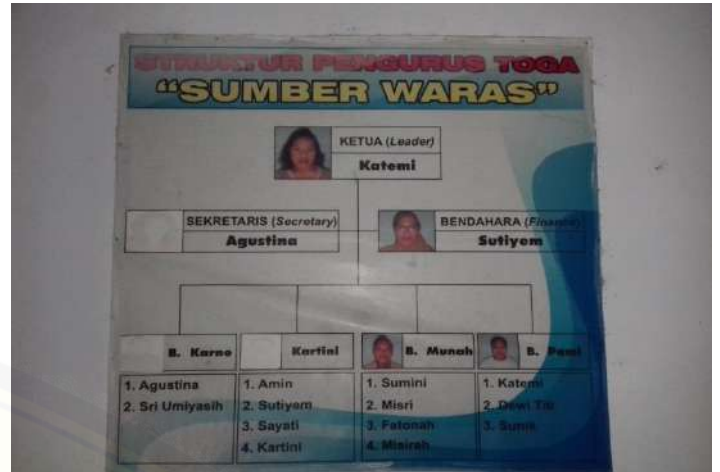 STRUKTUR PENGURUS TOGA
"SUMBER WARAS"
KETUA (Leader)
Katemi
SEKRETARIS (Secretary)
Agustina
BENDAHARA (Finance)
Sutiyem
B. Karno
Kartini
B. Munah
B. Pami
1. Agustina
2. Sri Umiyasih
1. Amin
2. Sutiyem
3. Sayati
4. Kartini
1. Sumini
2. Misri
3. Fatonah
4. Misirah
1. Katemi
2. Dewi
3.